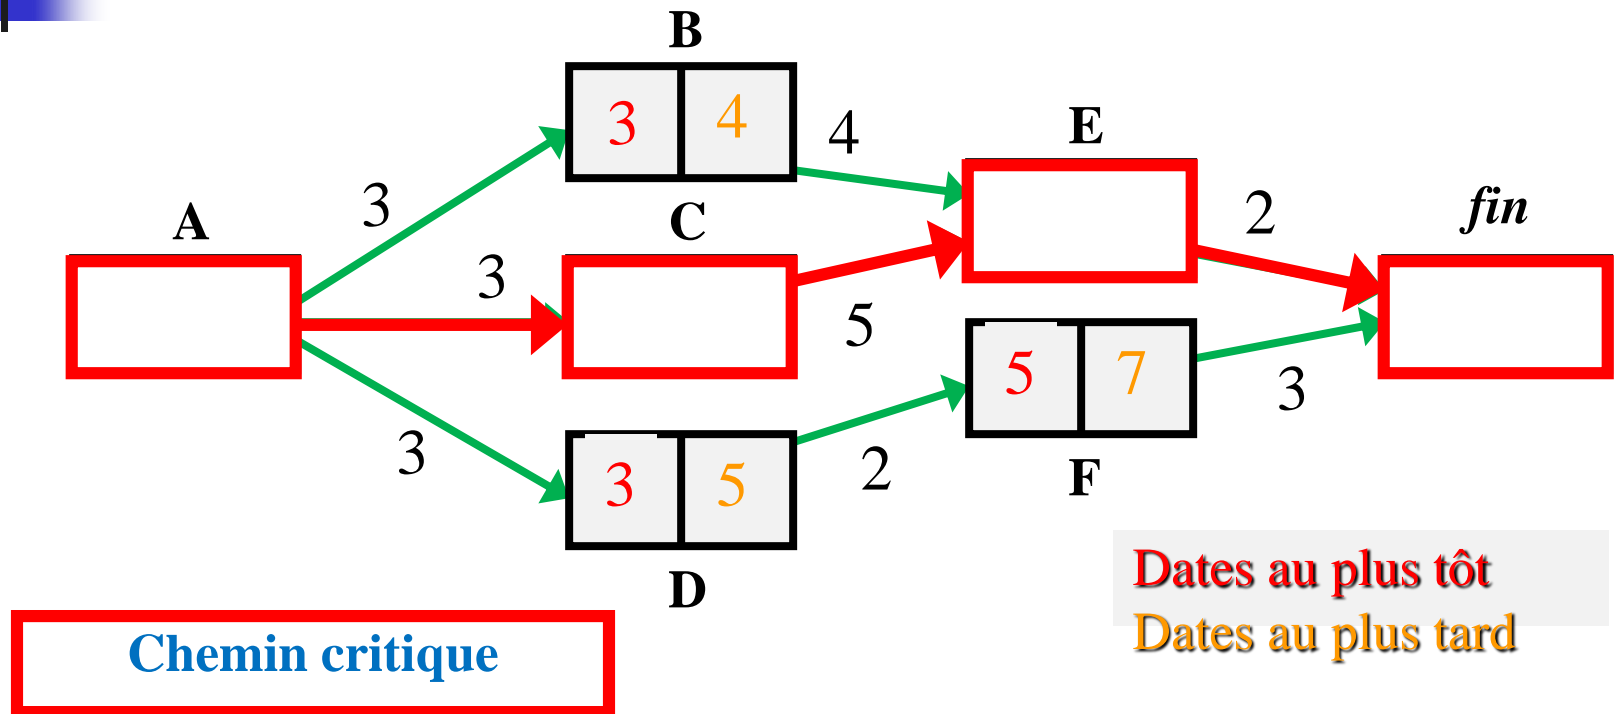 B
3 4
4
E
3
A
C
2
fin
3
5
5 7
3
3
2
F
3 5
D
Dates au plus tôt
Dates au plus tard
Chemin critique